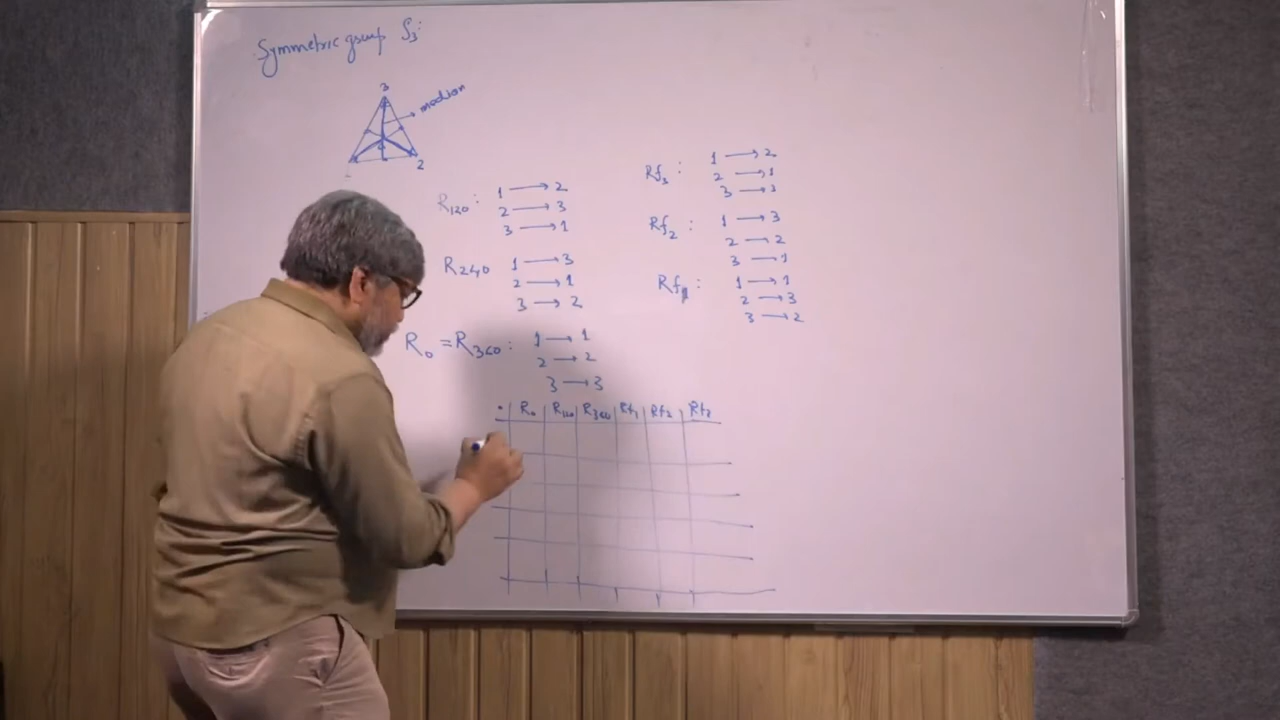 Symmetric group S₃:
3
median
2
R₁₂₀: 1 → 2
2 → 3
3 → 1
R₂₄₀ 1 → 3
2 → 1
3 → 2
R₀ = R₃₆₀: 1 → 1
2 → 2
3 → 3
Rf₃: 1 → 2
2 → 1
3 → 3
Rf₂: 1 → 3
2 → 2
3 → 1
Rf₁: 1 → 1
2 → 3
3 → 2
· R₀ R₁₂₀ R₃₆₀ Rf₁ Rf₂ Rf₃